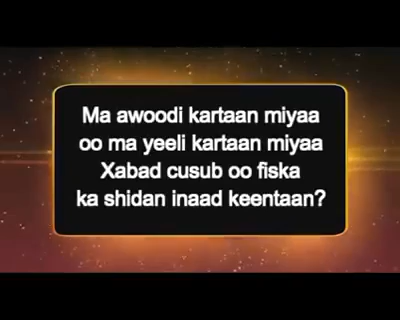 Ma awoodi kartaan miyaa
oo ma yeeli kartaan miyaa
Xabad cusub oo fiska
ka shidan inaad keentaan?